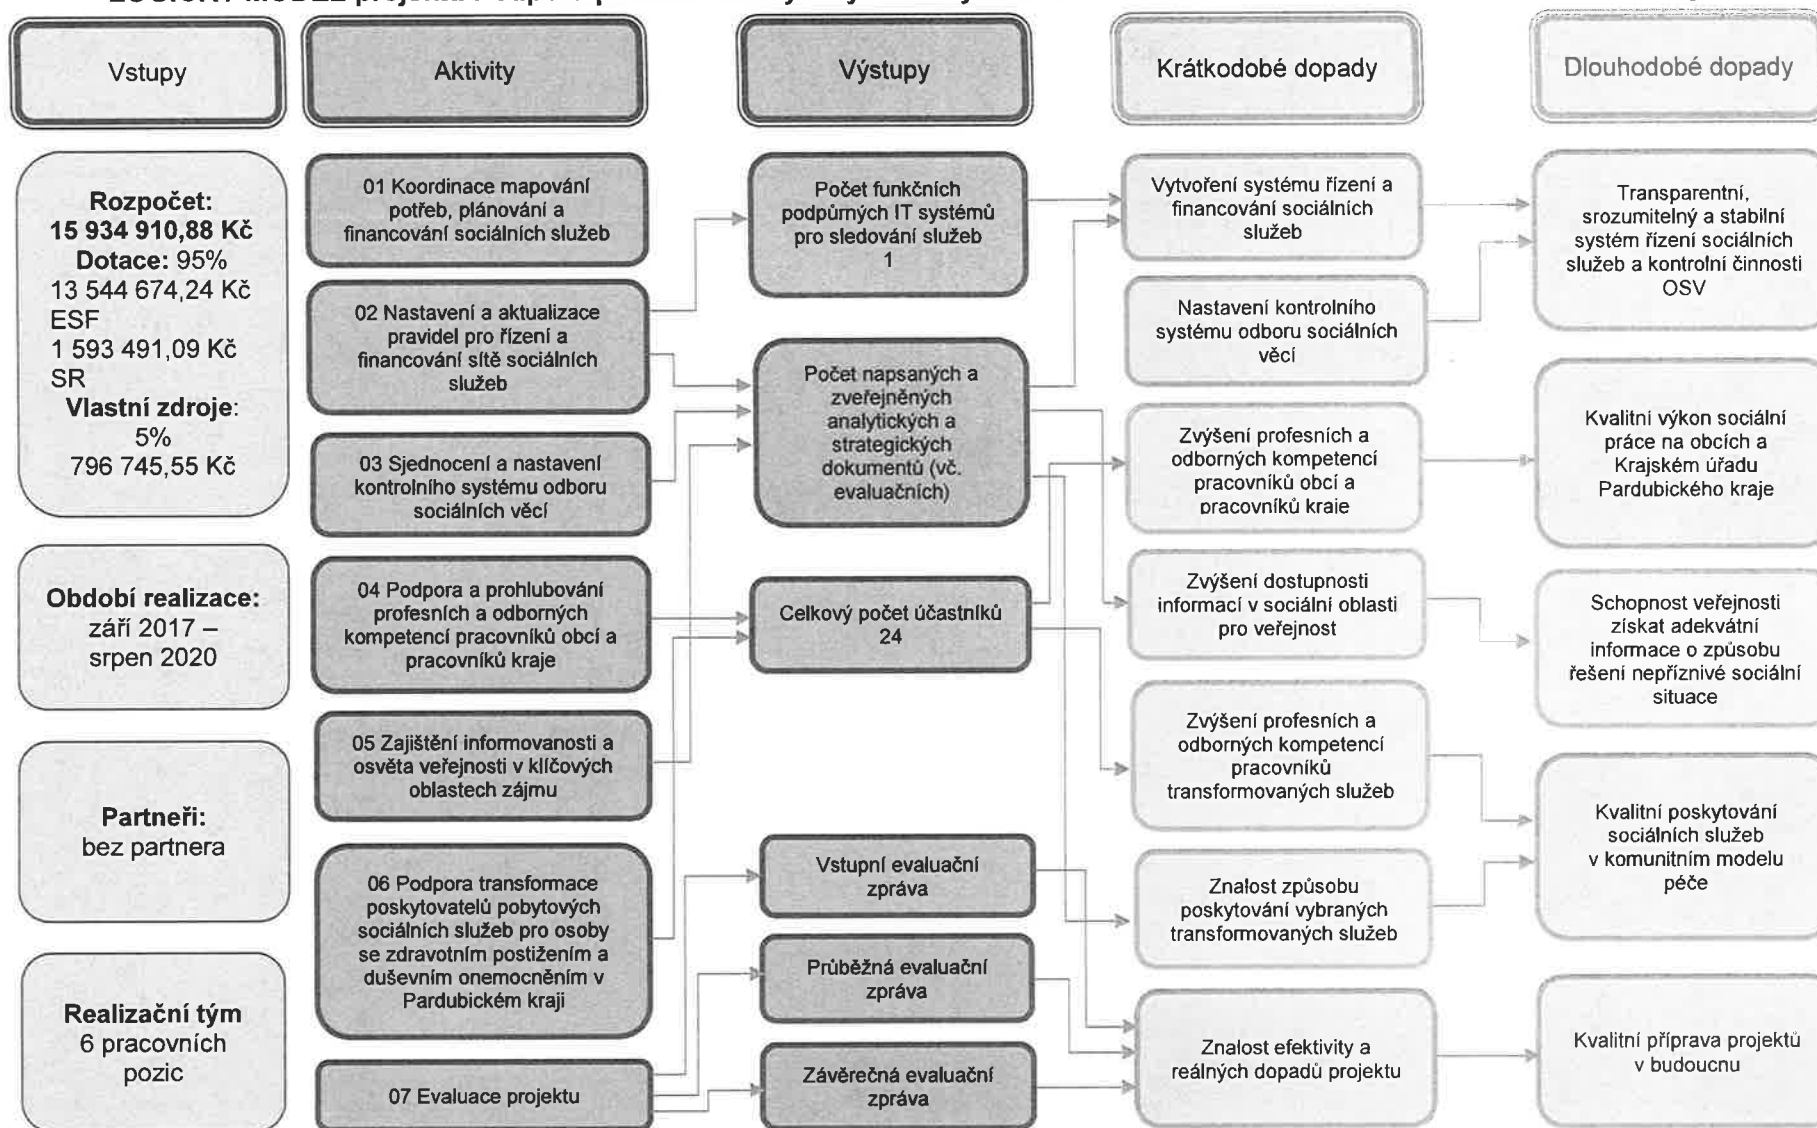 Vstupy
Aktivity
Výstupy
Krátkodobé dopady
Dlouhodobé dopady
Rozpočet:
15 934 910,88 Kč
Dotace: 95%
13 544 674,24 Kč
ESF
1 593 491,09 Kč
SR
Vlastní zdroje:
5%
796 745,55 Kč
Období realizace:
září 2017 –
srpen 2020
Partneři:
bez partnera
Realizační tým
6 pracovních
pozic
01 Koordinace mapování
potřeb, plánování a
financování sociálních služeb
02 Nastavení a aktualizace
pravidel pro řízení a
financování sítě sociálních
služeb
03 Sjednocení a nastavení
kontrolního systému odboru
sociálních věcí
04 Podpora a prohlubování
profesních a odborných
kompetencí pracovníků obcí a
pracovníků kraje
05 Zajištění informovanosti a
osvěta veřejnosti v klíčových
oblastech zájmu
06 Podpora transformace
poskytovatelů pobytových
sociálních služeb pro osoby
se zdravotním postižením a
duševním onemocněním v
Pardubickém kraji
07 Evaluace projektu
Počet funkčních
podpůrných IT systémů
pro sledování služeb
1
Počet napsaných a
zveřejněných
analytických a
strategických
dokumentů (vč.
evaluačních)
Celkový počet účastníků
24
Vstupní evaluační
zpráva
Průběžná evaluační
zpráva
Závěrečná evaluační
zpráva
Vytvoření systému řízení a
financování sociálních
služeb
Nastavení kontrolního
systému odboru sociálních
věcí
Zvýšení profesních a
odborných kompetencí
pracovníků obcí a
pracovníků kraje
Zvýšení dostupnosti
informací v sociální oblasti
pro veřejnost
Zvýšení profesních a
odborných kompetencí
pracovníků
transformovaných služeb
Znalost způsobu
poskytování vybraných
transformovaných služeb
Znalost efektivity a
reálných dopadů projektu
Transparentní,
srozumitelný a stabilní
systém řízení sociálních
služeb a kontrolní činnosti
OSV
Kvalitní výkon sociální
práce na obcích a
Krajském úřadu
Pardubického kraje
Schopnost veřejnosti
získat adekvátní
informace o způsobu
řešení nepříznivé sociální
situace
Kvalitní poskytování
sociálních služeb
v komunitním modelu
péče
Kvalitní příprava projektů
v budoucnu